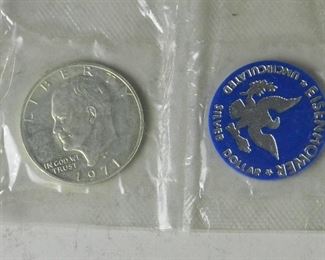 LIBERTY
IN GOD WE
TRUST
1971
EISENHOWER
UNCIRCULATED
SILVER DOLLAR